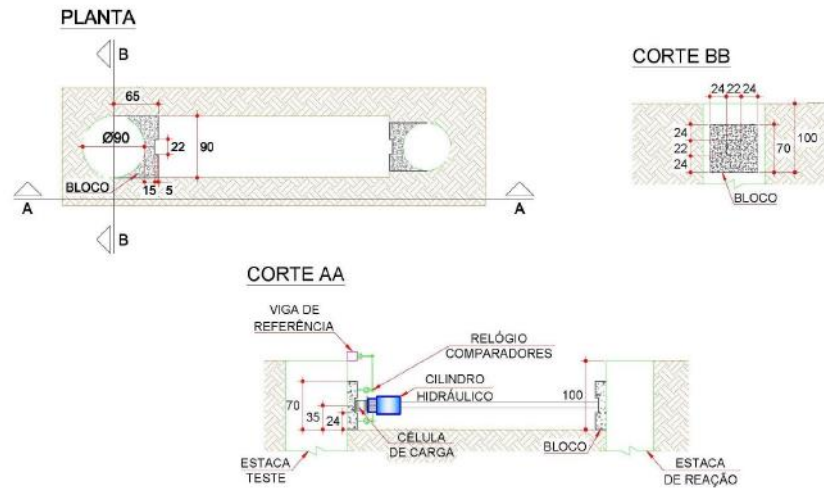 PLANTA
B
65
Ø90
22
90
BLOCO
15
5
A
A
B
CORTE BB
24
22
24
24
22
24
70
100
BLOCO
CORTE AA
VIGA DE
REFERÊNCIA
RELÓGIO
COMPARADORES
CILINDRO
HIDRÁULICO
70
35
24
100
CÉLULA
DE CARGA
BLOCO
ESTACA
TESTE
ESTACA
DE REAÇÃO